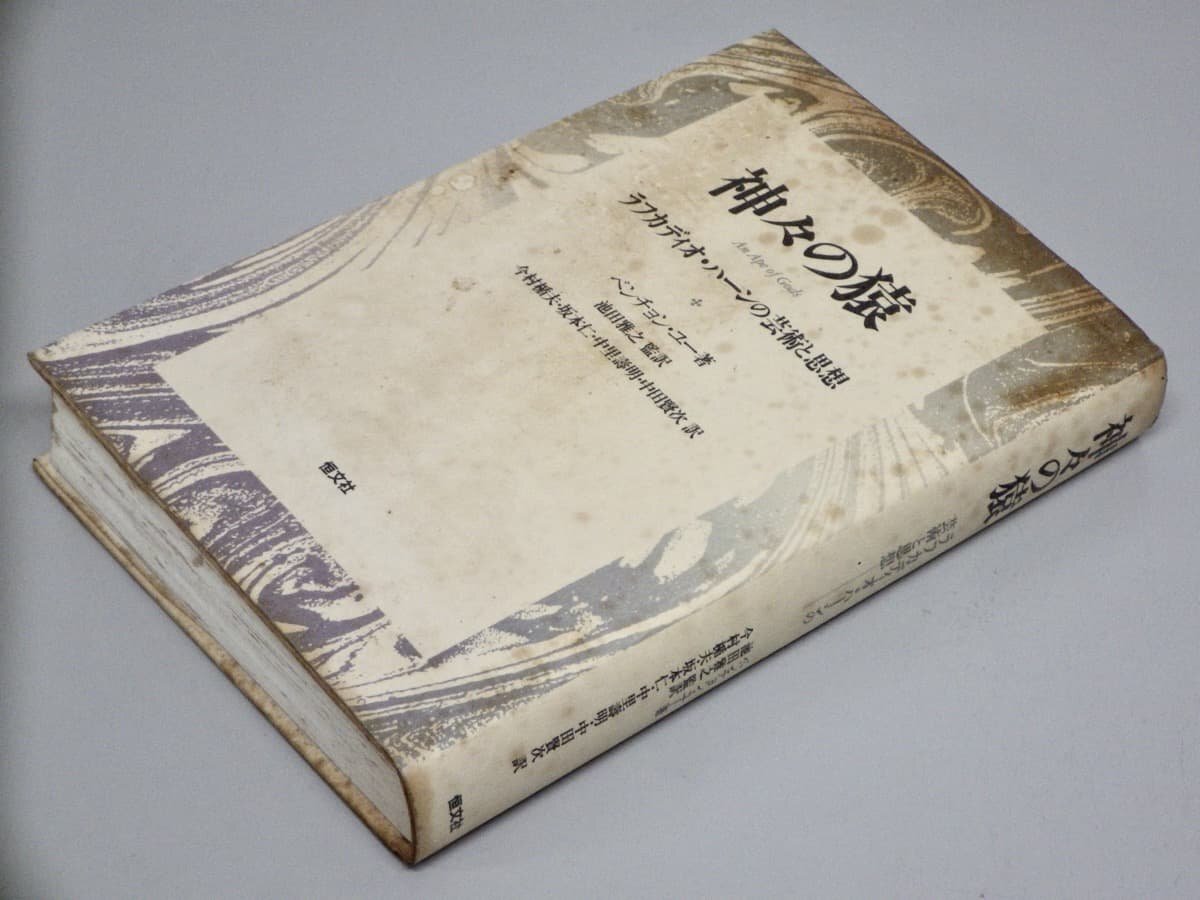 神々の猿
An Ape of Gods
ラフカディオ・ハーンの芸術と思想
ベンチョン・ユー 著
池田雅之 監訳
今村楯夫・坂本仁・中里壽明・中田賢次 訳
恒文社
神々の猿
ラフカディオ・ハーンの
芸術と思想
ベンチョン・ユー 著
池田雅之 監訳
今村楯夫・坂本仁・中里壽明・中田賢次 訳
恒文社